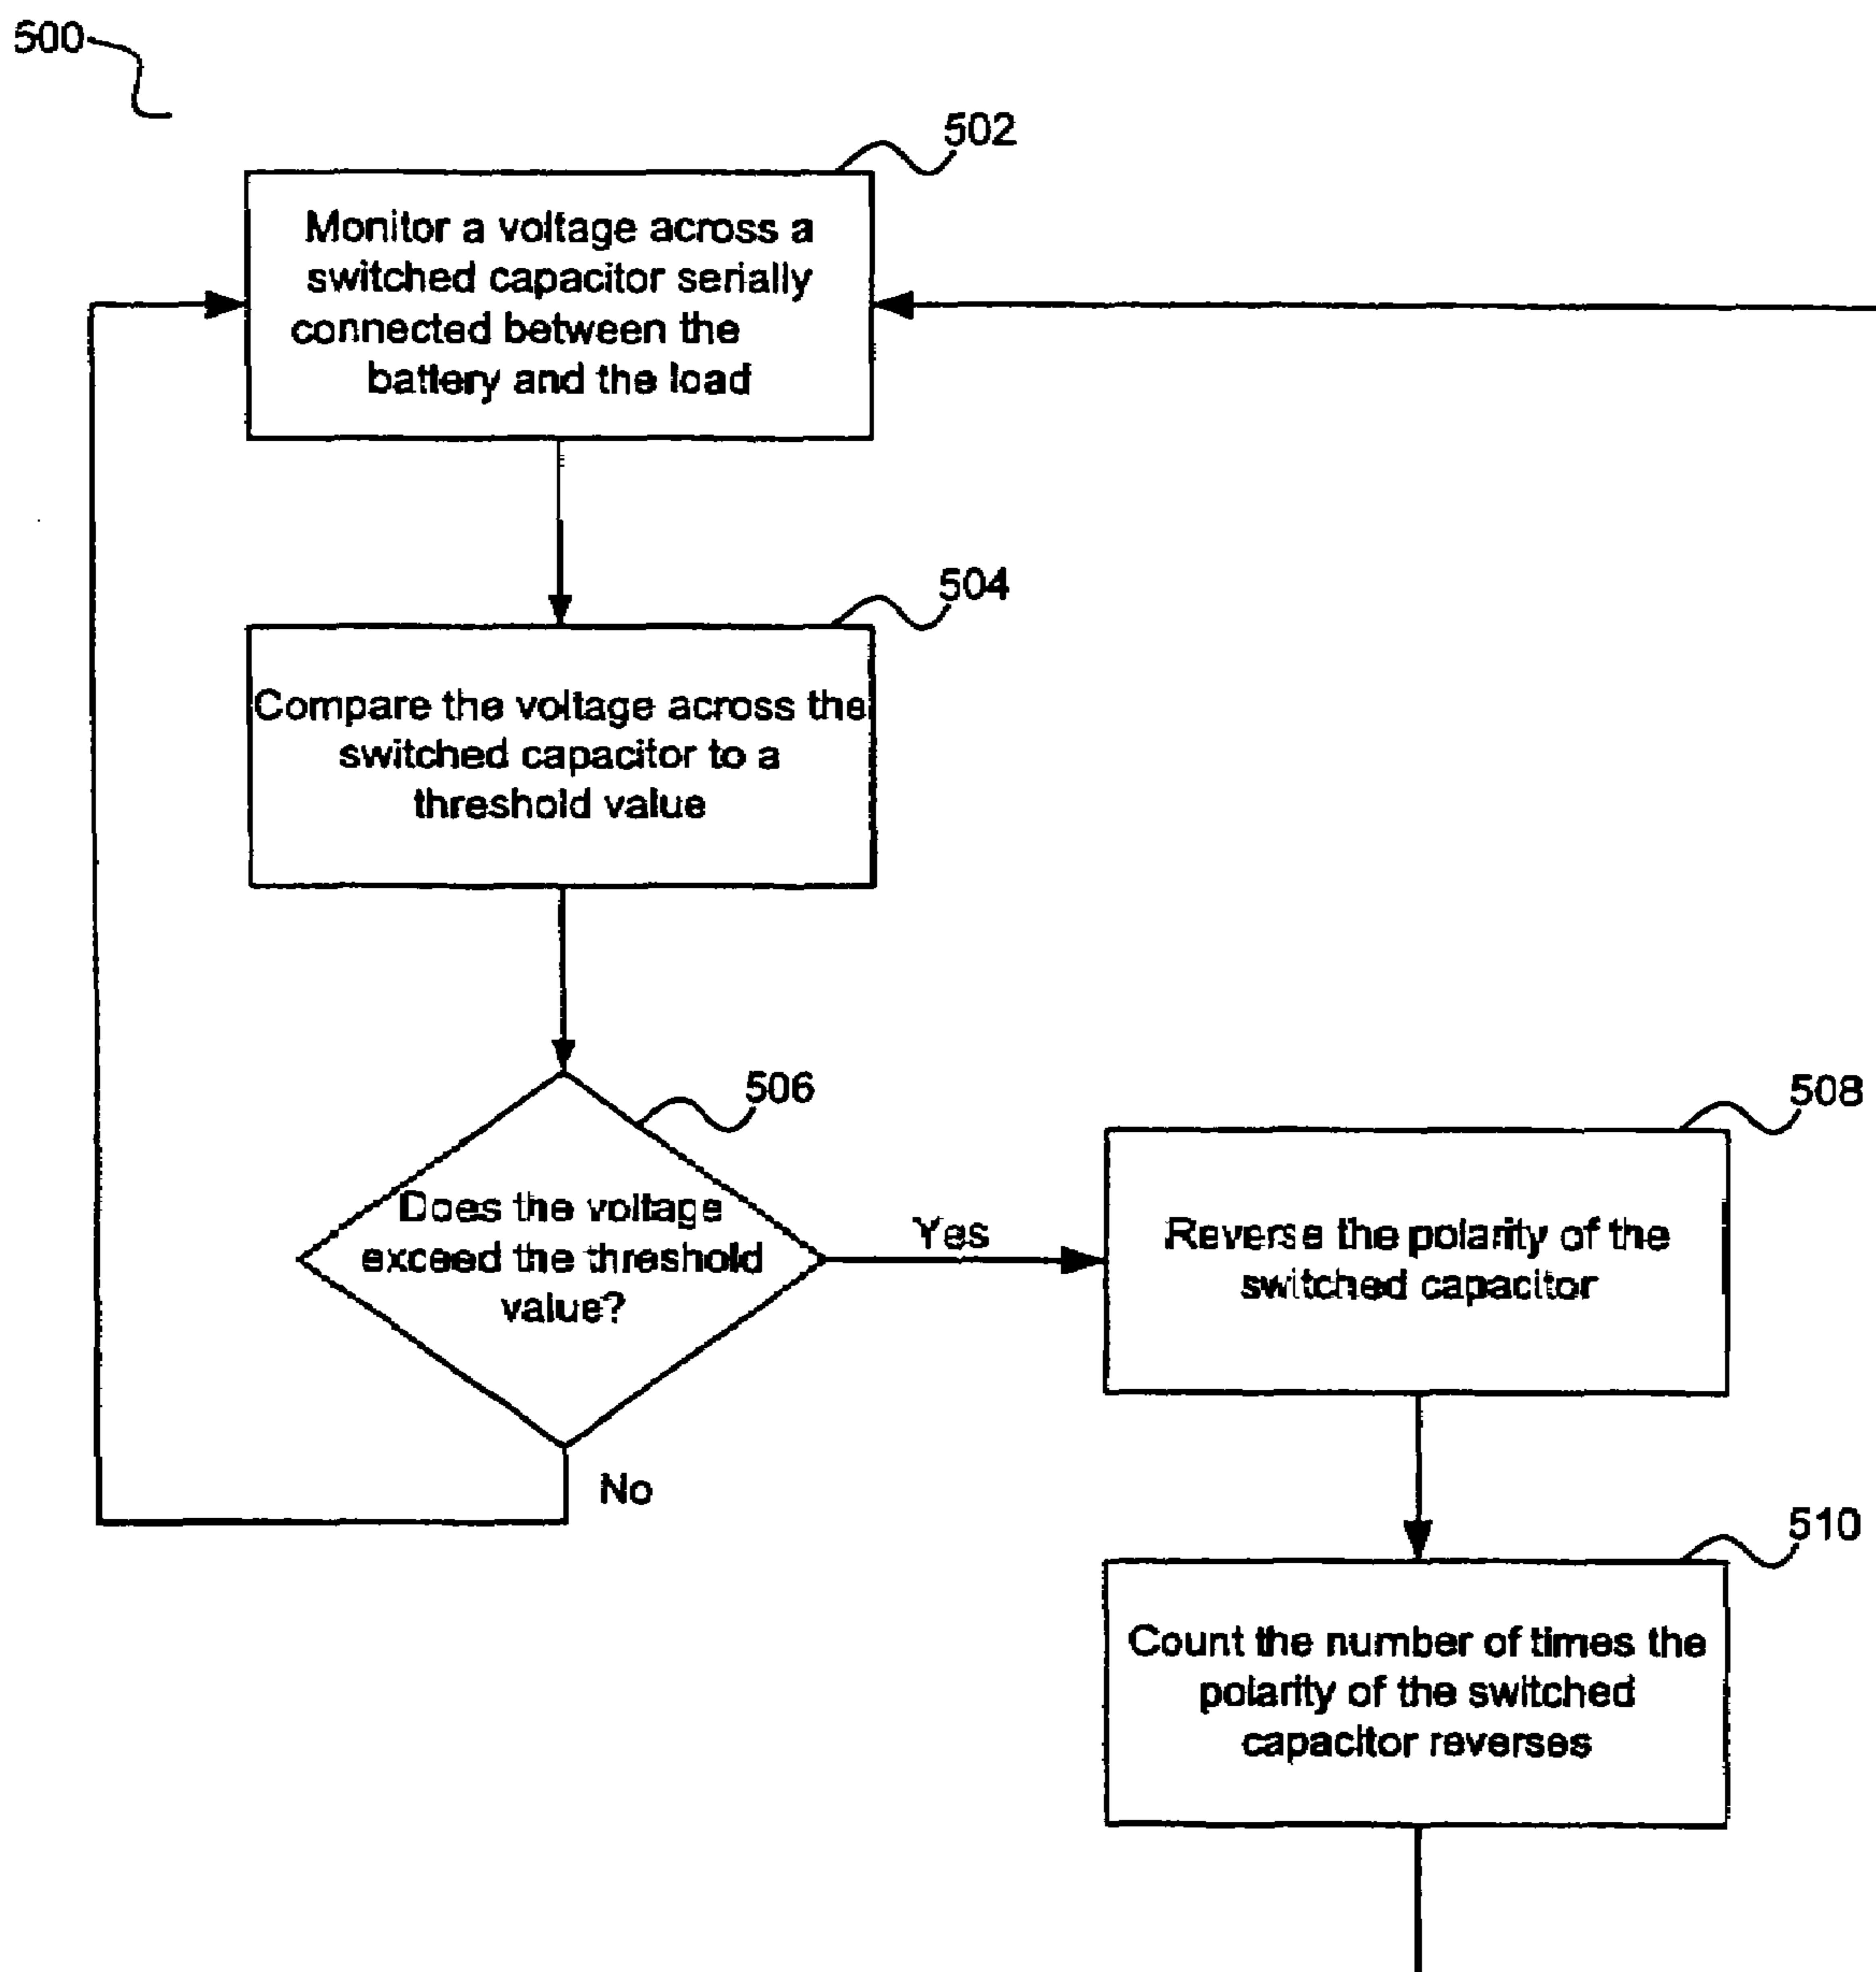 500
502
Monitor a voltage across a
switched capacitor serially
connected between the
battery and the load
504
Compare the voltage across the
switched capacitor to a
threshold value
506
Does the voltage
exceed the threshold
value?
Yes
No
508
Reverse the polarity of the
switched capacitor
510
Count the number of times the
polarity of the switched
capacitor reverses